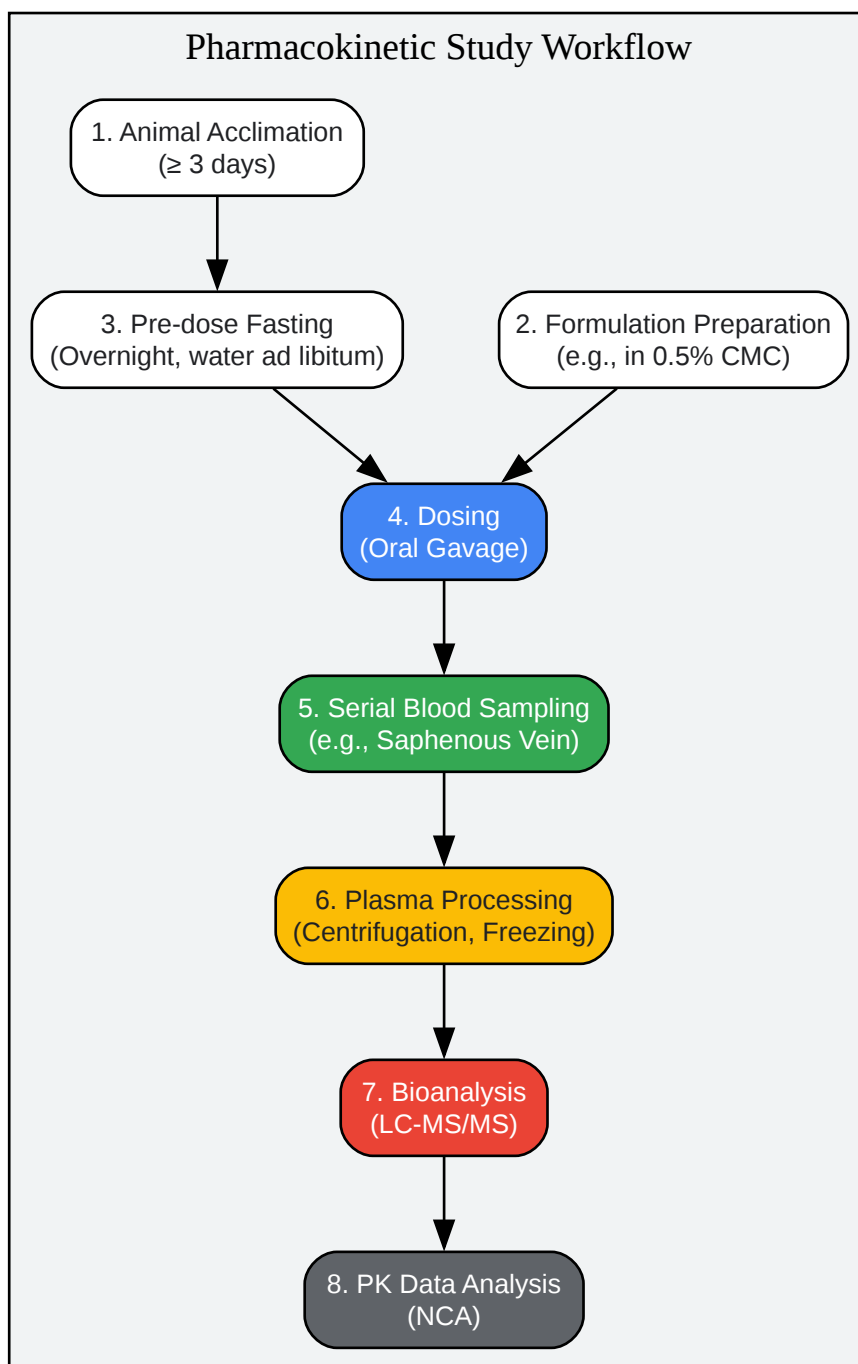 Pharmacokinetic Study Workflow
1. Animal Acclimation
(≥ 3 days)
3. Pre-dose Fasting
(Overnight, water ad libitum)
2. Formulation Preparation
(e.g., in 0.5% CMC)
4. Dosing
(Oral Gavage)
5. Serial Blood Sampling
(e.g., Saphenous Vein)
6. Plasma Processing
(Centrifugation, Freezing)
7. Bioanalysis
(LC-MS/MS)
8. PK Data Analysis
(NCA)